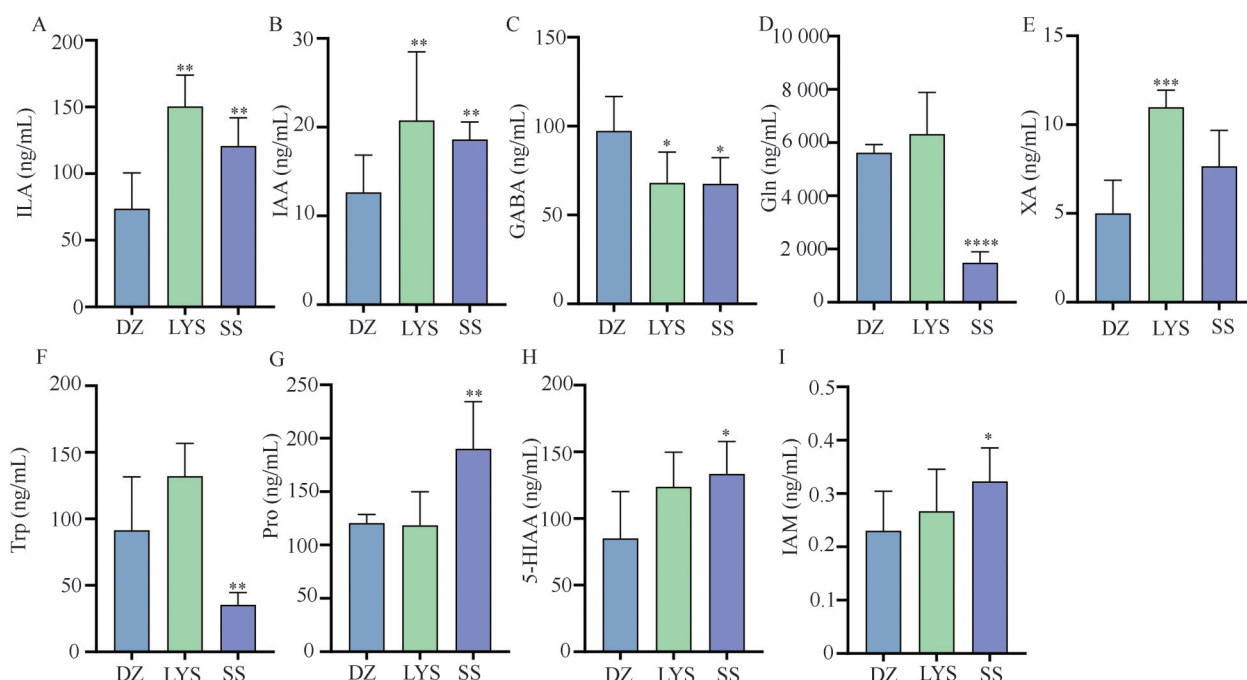 A
ILA (ng/mL)
200
150
100
50
0
**
**
DZ LYS SS
B
IAA (ng/mL)
30
20
10
0
**
**
DZ LYS SS
C
GABA (ng/mL)
150
100
50
0
*
*
DZ LYS SS
D
Gln (ng/mL)
10 000
8 000
6 000
4 000
2 000
0
****
DZ LYS SS
E
XA (ng/mL)
15
10
5
0
***
DZ LYS SS
F
Trp (ng/mL)
200
150
100
50
0
**
DZ LYS SS
G
Pro (ng/mL)
250
200
150
100
50
0
**
DZ LYS SS
H
5-HIAA (ng/mL)
200
150
100
50
0
*
DZ LYS SS
I
IAM (ng/mL)
0.5
0.4
0.3
0.2
0.1
0
*
DZ LYS SS